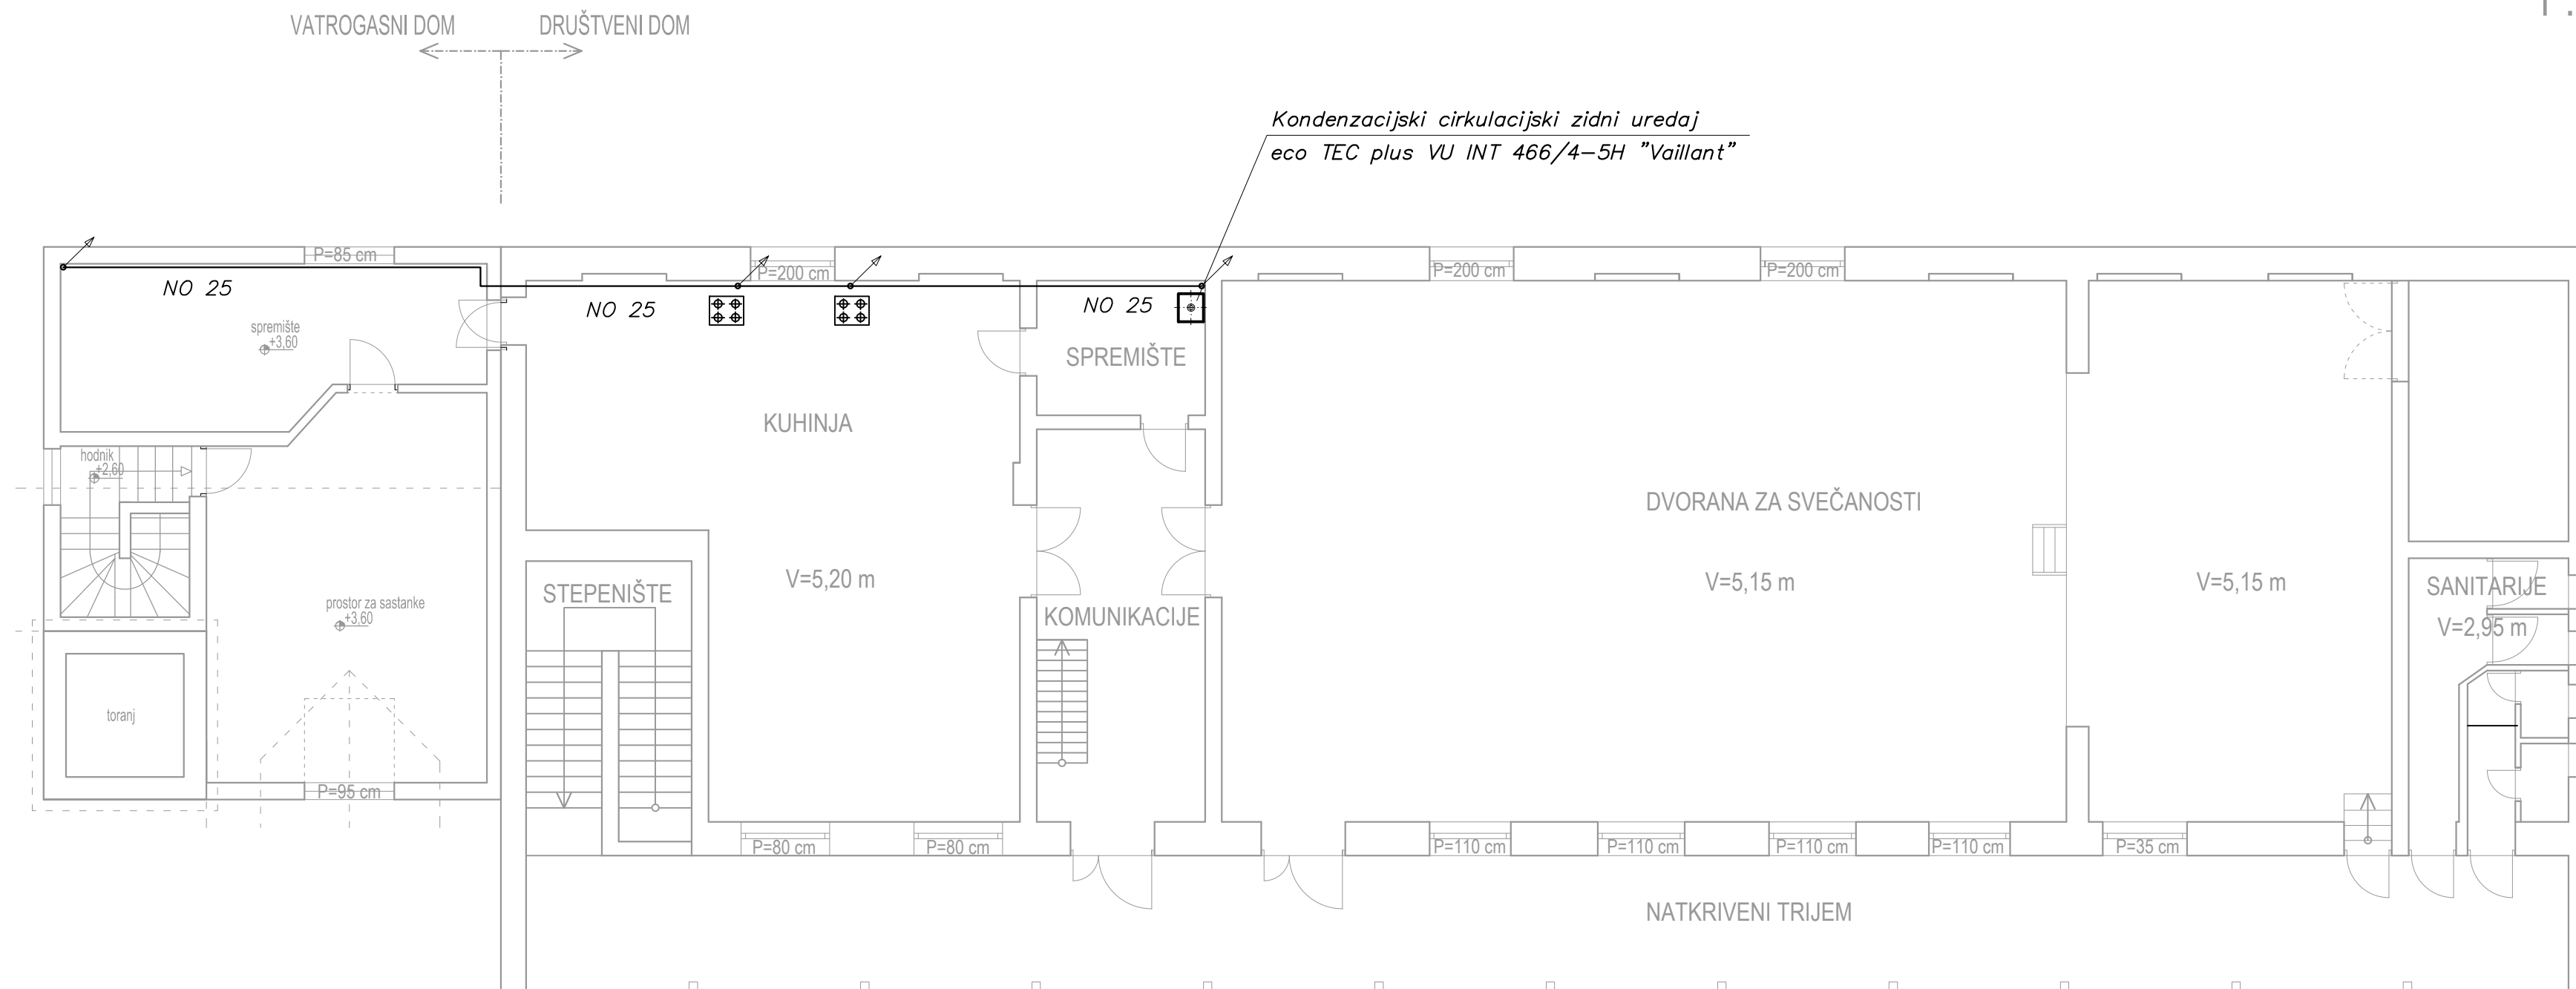 VATROGASNI DOM
DRUŠTVENI DOM
Kondenzacijski cirkulacijski zidni uredaj
eco TEC plus VU INT 466/4-5H "Vaillant"
P=85 cm
P=200 cm
P=200 cm
P=200 cm
NO 25
NO 25
NO 25
spremište
+3,60
SPREMIŠTE
KUHINJA
hodnik
+2,60
DVORANA ZA SVEČANOSTI
V=5,20 m
V=5,15 m
V=5,15 m
STEPENIŠTE
SANITARIJE
V=2,95 m
prostor za sastanke
+3,60
KOMUNIKACIJE
toranj
P=95 cm
P=80 cm
P=80 cm
P=110 cm
P=110 cm
P=110 cm
P=110 cm
P=35 cm
NATKRIVENI TRIJEM